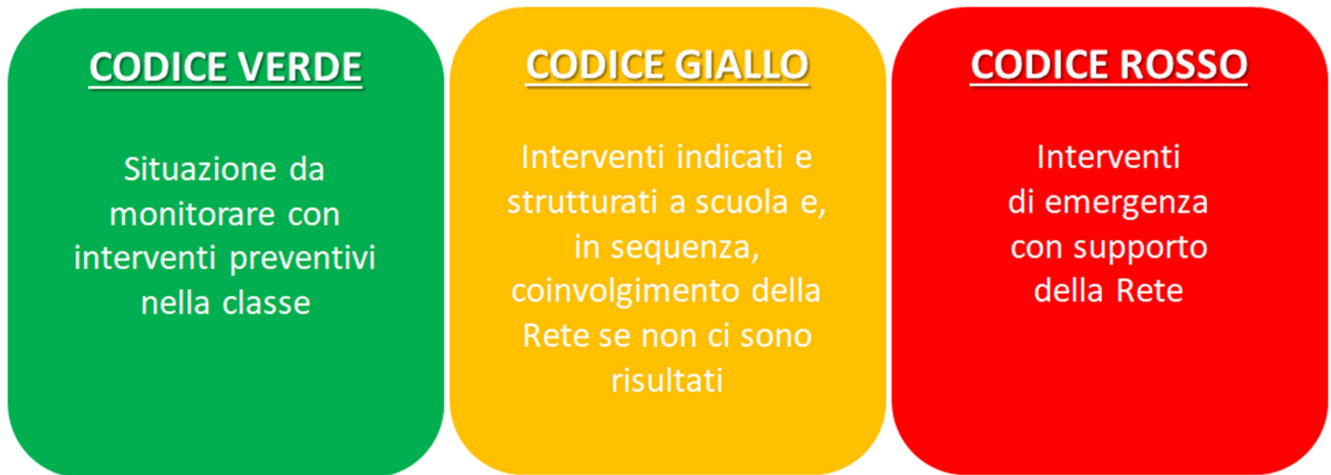 CODICE VERDE
Situazione da
monitorare con
interventi preventivi
nella classe
CODICE GIALLO
Interventi indicati e
strutturati a scuola e,
in sequenza,
coinvolgimento della
Rete se non ci sono
risultati
CODICE ROSSO
Interventi
di emergenza
con supporto
della Rete